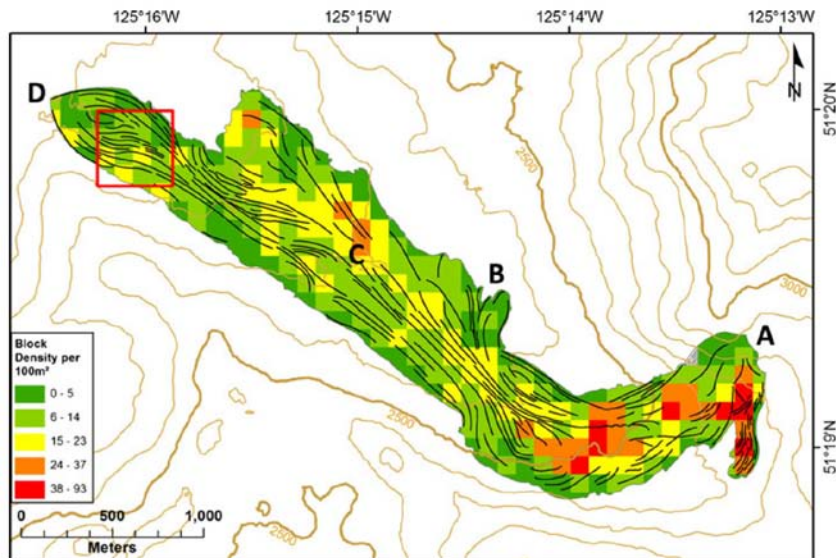 125°16'W 125°15'W 125°14'W 125°13'W
D
N
51°20'N
2500
C
B
3000
A
Block
Density per
100m²
0 - 5
6 - 14
15 - 23
24 - 37
38 - 93
2500
51°19'N
0 500 1,000
Meters
2500